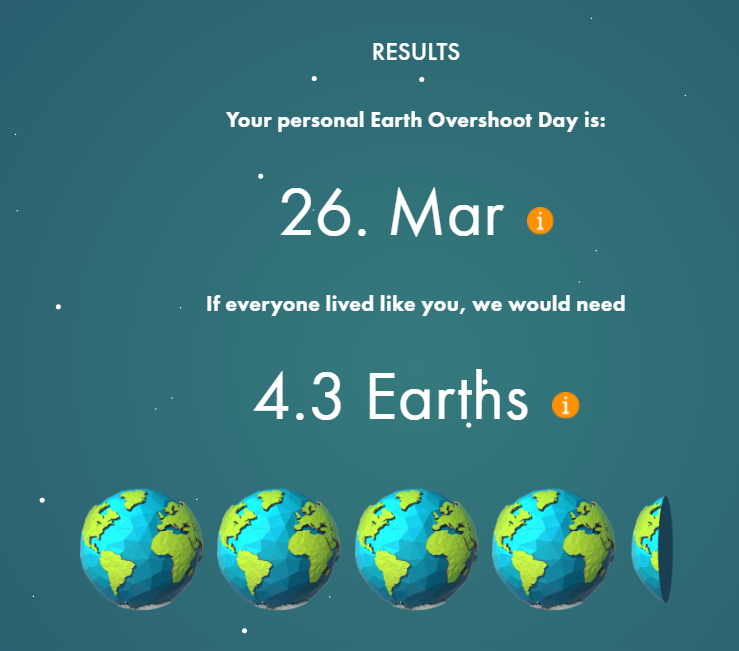 RESULTS
Your personal Earth Overshoot Day is:
26. Mar i
If everyone lived like you, we would need
4.3 Earths i